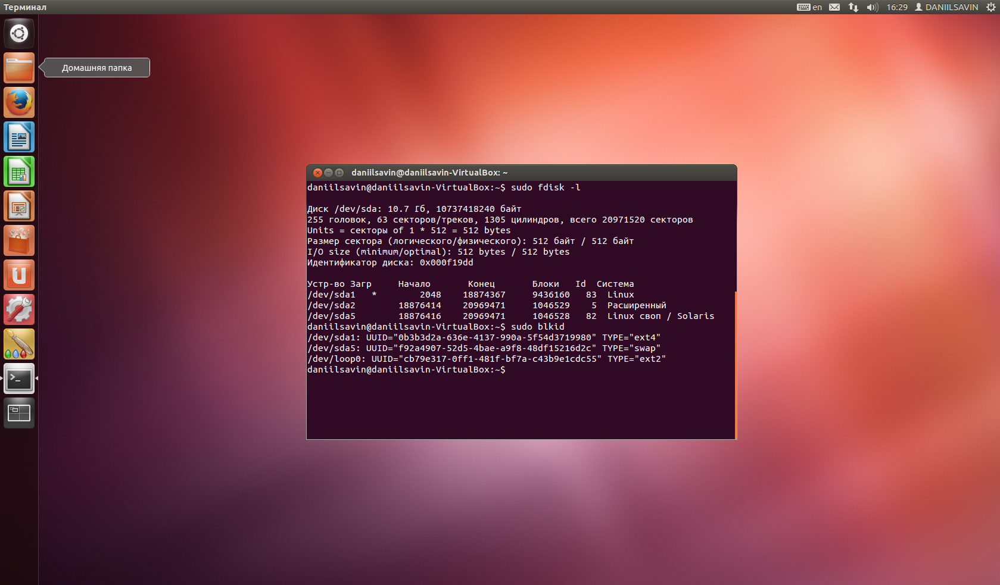 Терминал
en
16:29
DANIILSAVIN
Домашняя папка
daniilsavin@daniilsavin-VirtualBox: ~
daniilsavin@daniilsavin-VirtualBox:~$ sudo fdisk -l
Диск /dev/sda: 10.7 Гб, 10737418240 байт
255 головок, 63 секторов/треков, 1305 цилиндров, всего 20971520 секторов
Units = секторы of 1 * 512 = 512 bytes
Размер сектора (логического/физического): 512 байт / 512 байт
I/O size (minimum/optimal): 512 bytes / 512 bytes
Идентификатор диска: 0x000f19dd
Устр-во Загр     Начало       Конец       Блоки   Id  Система
/dev/sda1   *        2048    18874367     9436160   83  Linux
/dev/sda2        18876414    20969471     1046529    5  Расширенный
/dev/sda5        18876416    20969471     1046528   82  Linux своп / Solaris
daniilsavin@daniilsavin-VirtualBox:~$ sudo blkid
/dev/sda1: UUID="0b3b3d2a-636e-4137-990a-5f54d3719980" TYPE="ext4"
/dev/sda5: UUID="f92a4907-52d5-4bae-a9f8-48df15216d2c" TYPE="swap"
/dev/loop0: UUID="cb79e317-0ff1-481f-bf7a-c43b9e1cdc55" TYPE="ext2"
daniilsavin@daniilsavin-VirtualBox:~$